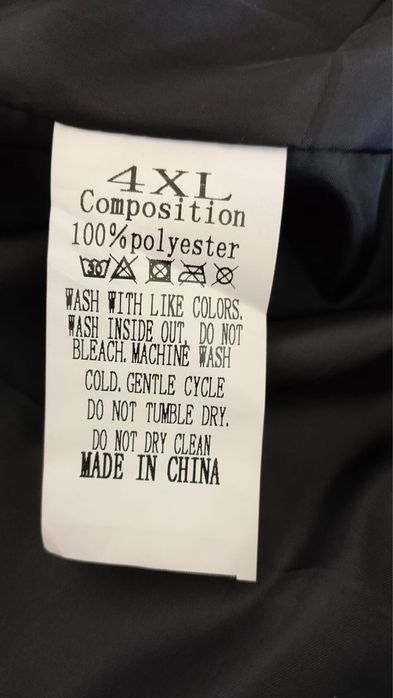 4XL
Composition
100%polyester
30
WASH WITH LIKE COLORS.
WASH INSIDE OUT, DO NOT
BLEACH. MACHINE WASH
COLD. GENTLE CYCLE
DO NOT TUMBLE DRY.
DO NOT DRY CLEAN
MADE IN CHINA